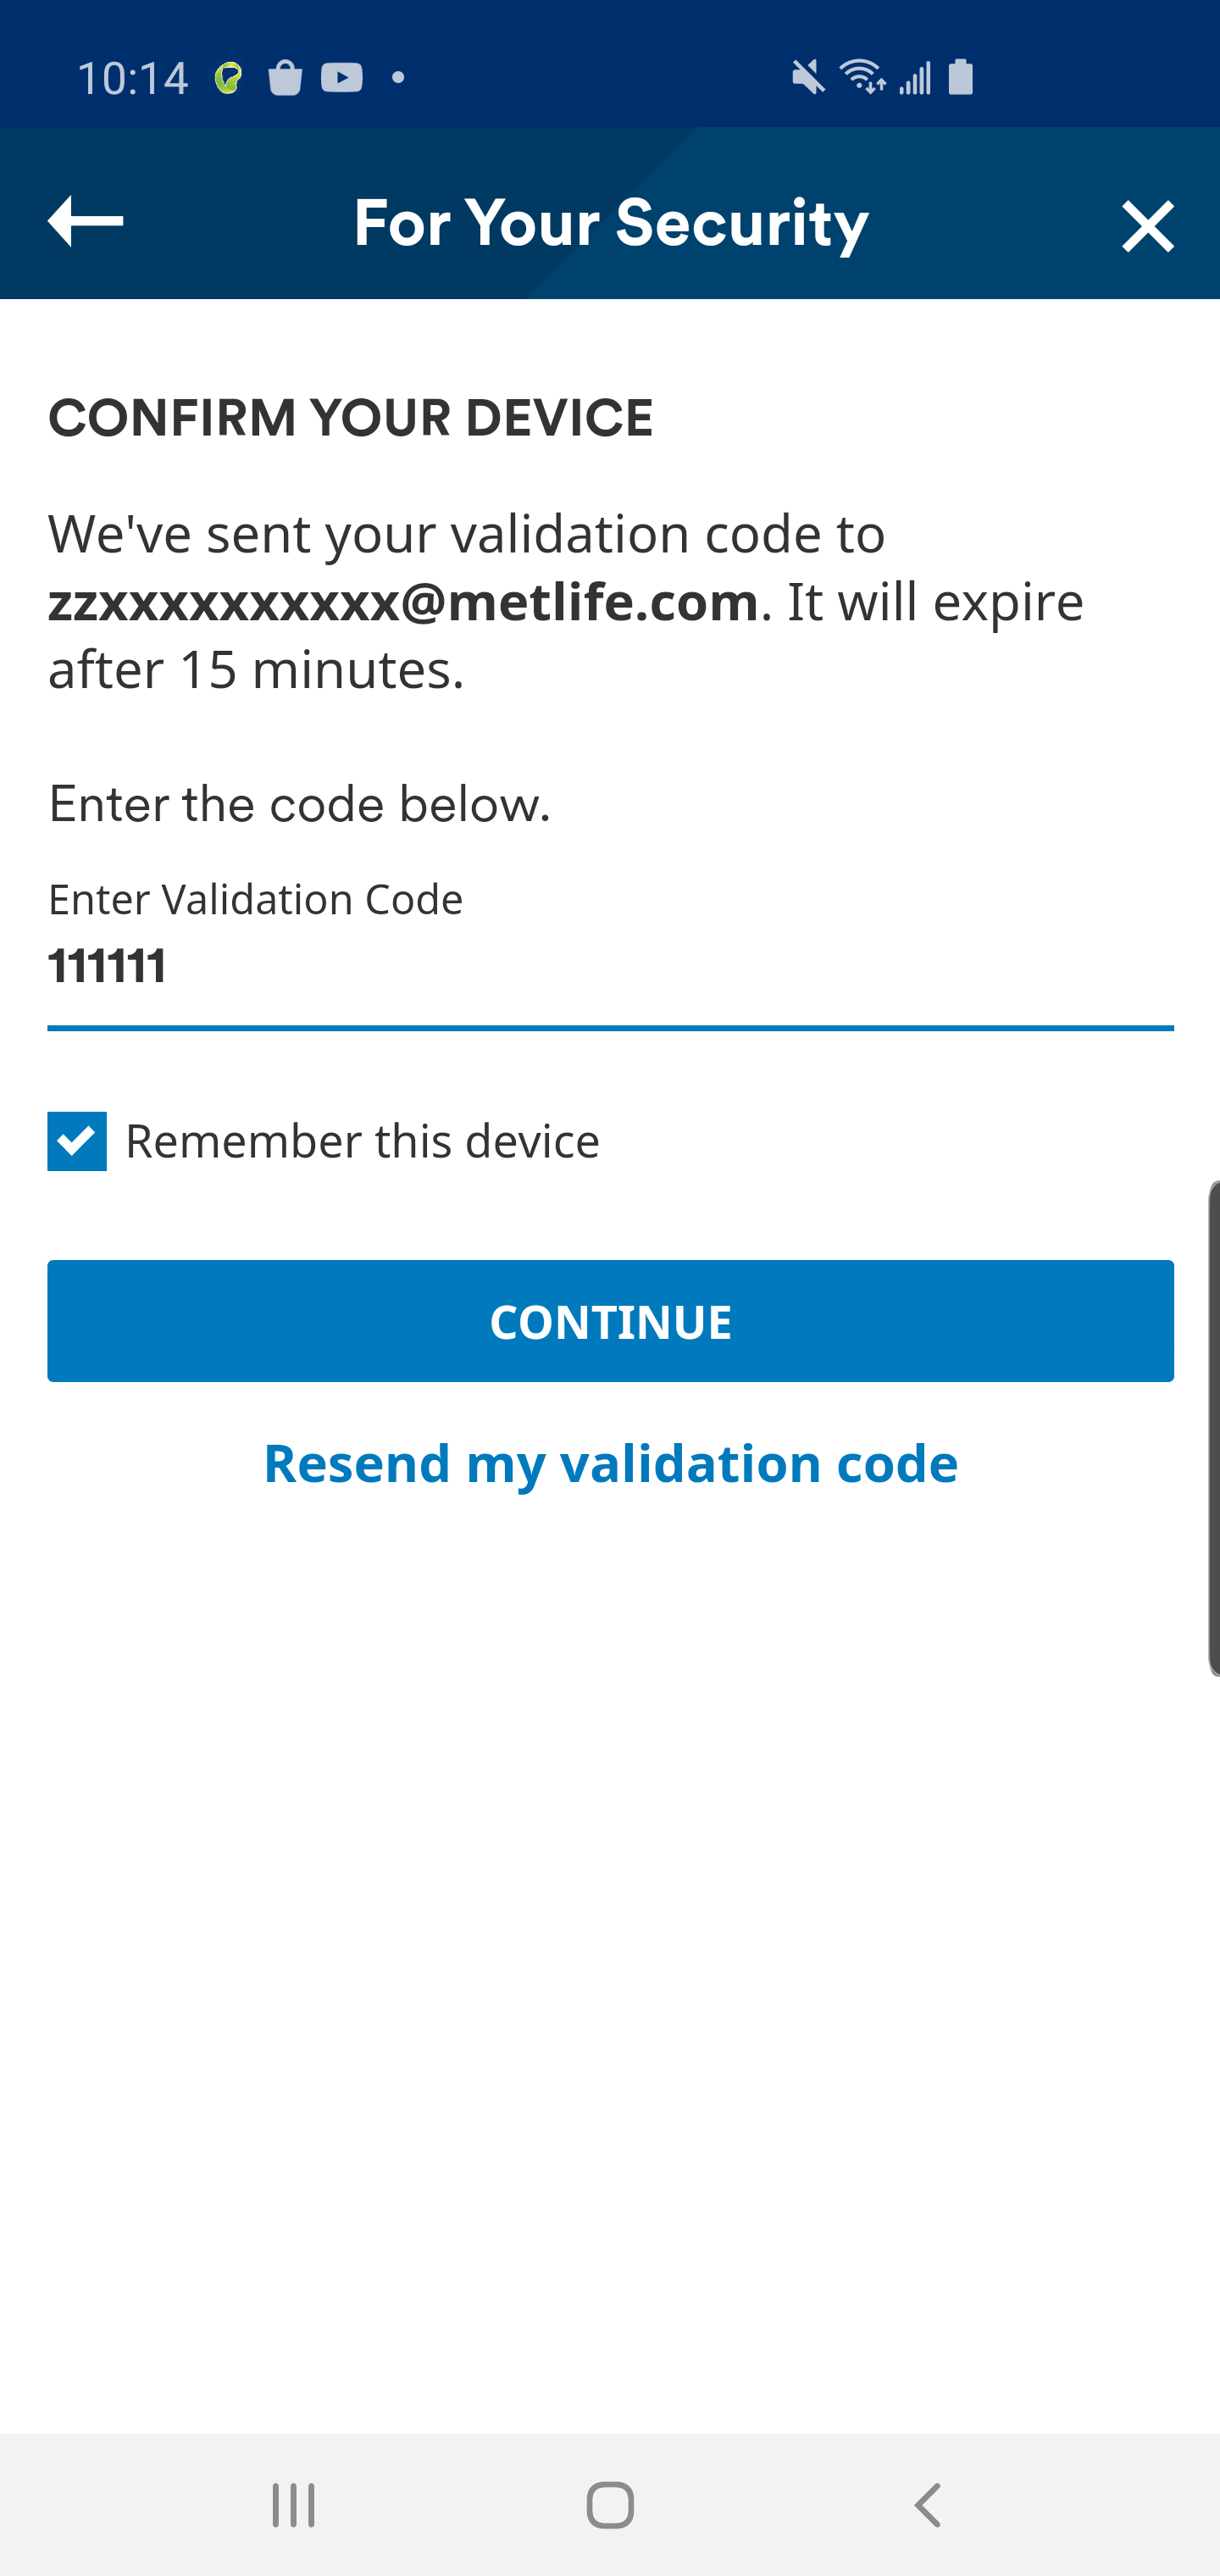 10:14
For Your Security
CONFIRM YOUR DEVICE
We've sent your validation code to
zzxxxxxxxxxx@metlife.com. It will expire
after 15 minutes.
Enter the code below.
Enter Validation Code
111111
Remember this device
CONTINUE
Resend my validation code